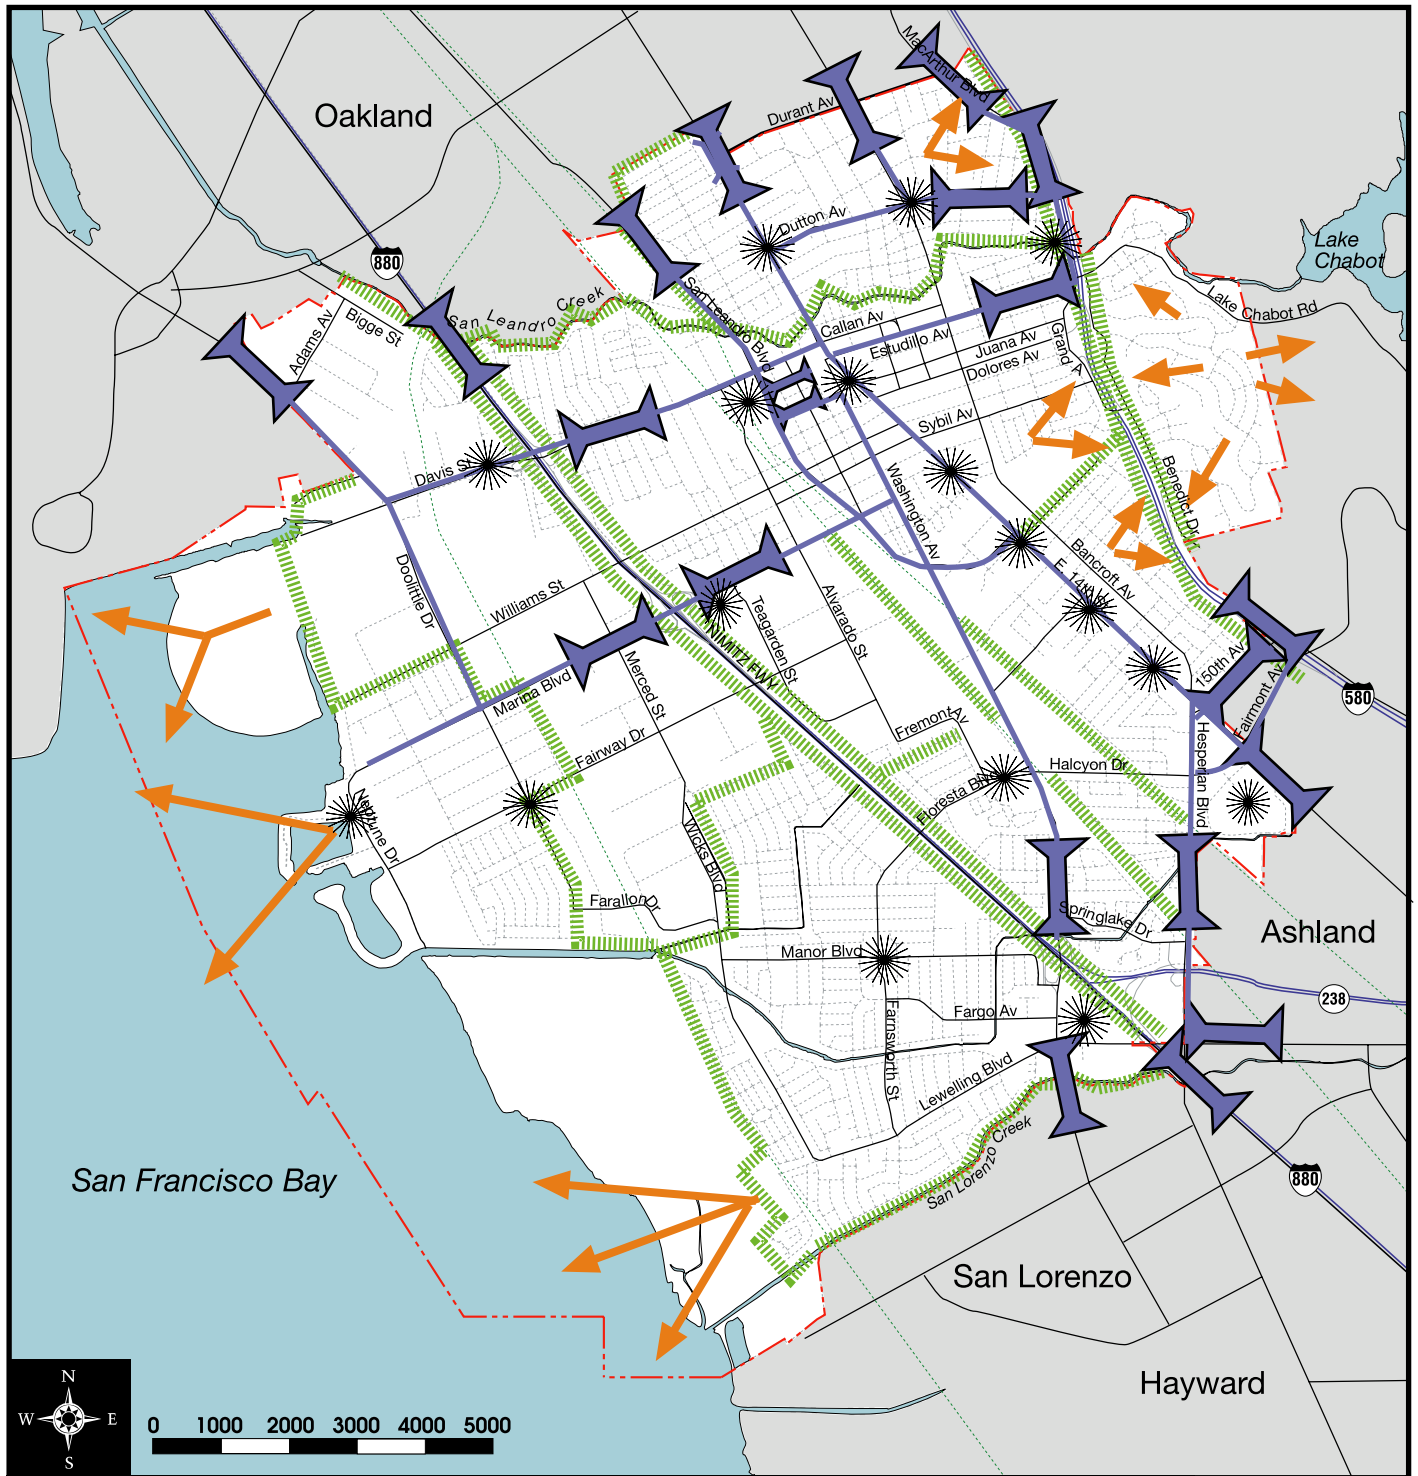 MacArthur Blvd
Oakland
Durant Av
Dutton Av
Lake
Chabot
880
Lake Chabot Rd
San Leandro Creek
Adams Av
Bigge St
San Leandro Blvd
Callan Av
Estudillo Av
Juana Av
Dolores Av
Grand A
Sybil Av
Davis St
Washington Av
Benedict Dr
Bancroft Av
E. 14th
Doolittle Dr
Williams St
Teagarden St
Alvarado St
NIMITZ FWY
Merced St
Marina Blvd
150th Av
Fairmont Av
580
Hesperian Blvd
Fairway Dr
Fremont Av
Halcyon Dr
Floresta Blvd
Neptune Dr
Wicks Blvd
Farallon Dr
Springlake Dr
Ashland
Manor Blvd
238
Fargo Av
Farnsworth St
Lewelling Blvd
San Lorenzo Creek
San Francisco Bay
880
San Lorenzo
Hayward
N
W E
S
0 1000 2000 3000 4000 5000